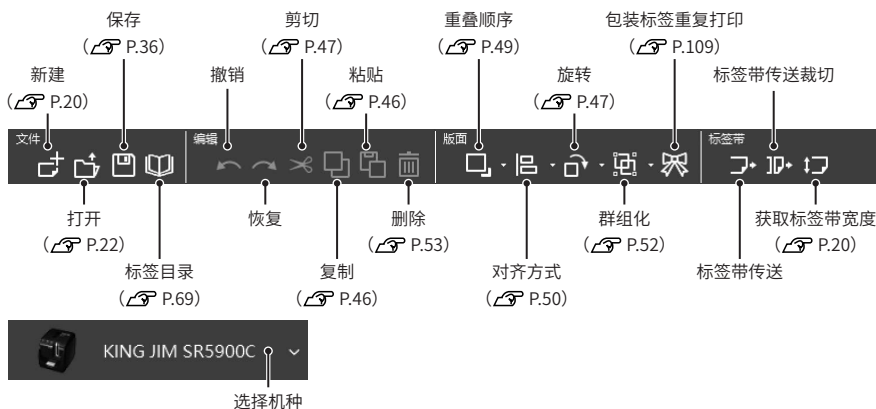 保存
剪切
重叠顺序
包装标签重复打印
(P.36)
(P.47)
(P.49)
(P.109)
新建
撤销
粘贴
旋转
标签带传送裁切
(P.20)
(P.46)
(P.47)
文件
编辑
版面
标签带
打开
恢复
删除
群组化
获取标签带宽度
(P.22)
(P.53)
(P.52)
(P.20)
标签目录
复制
对齐方式
标签带传送
(P.69)
(P.46)
(P.50)
KING JIM SR5900C
选择机种